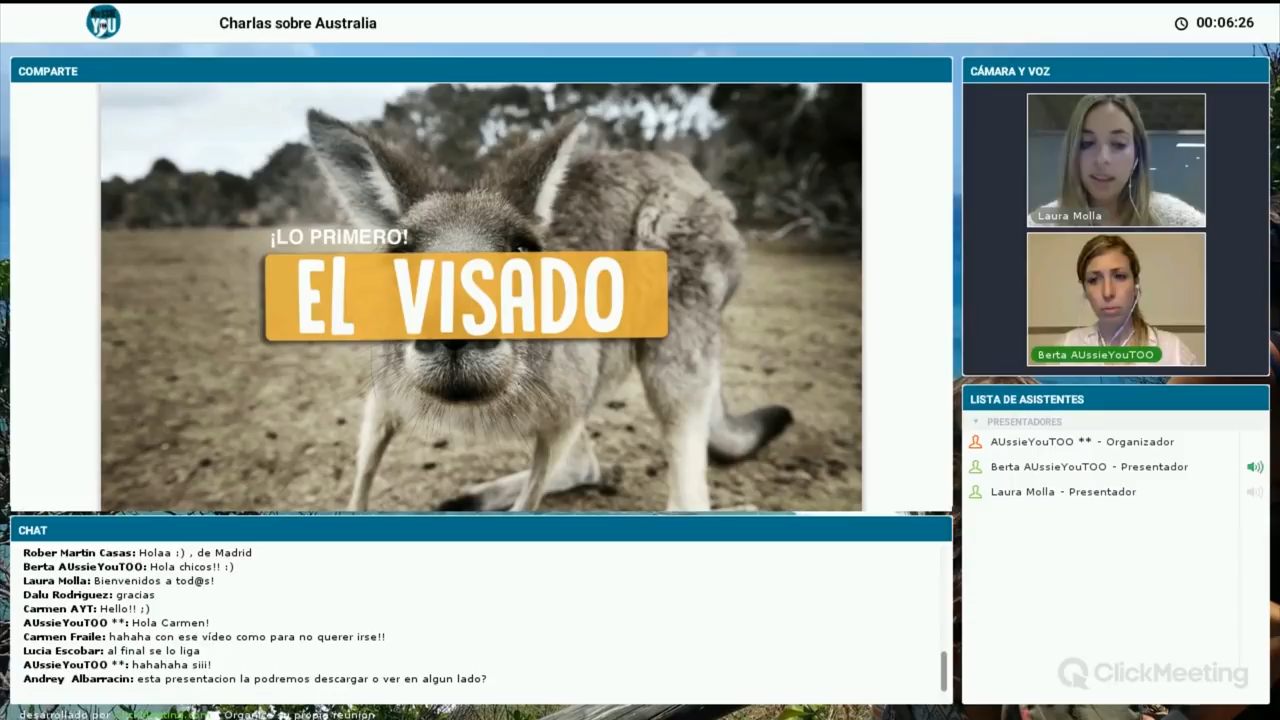 YOU
Charlas sobre Australia
00:06:26
COMPARTE
¡LO PRIMERO!
EL VISADO
CÁMARA Y VOZ
Laura Molla
Berta AUssieYouTOO
LISTA DE ASISTENTES
PRESENTADORES
AUssieYouTOO ** - Organizador
Berta AUssieYouTOO - Presentador
Laura Molla - Presentador
CHAT
Rober Martin Casas: Holaa :) , de Madrid
Berta AUssieYouTOO: Hola chicos!! :)
Laura Molla: Bienvenidos a tod@s!
Dalu Rodriguez: gracias
Carmen AYT: Hello!! ;)
AUssieYouTOO **: Hola Carmen!
Carmen Fraile: hahaha con ese vídeo como para no querer irse!!
Lucia Escobar: al final se lo liga
AUssieYouTOO **: hahahaha siii!
Andrey Albarracin: esta presentacion la podremos descargar o ver en algun lado?
ClickMeeting
desarrollado por Organice su propia reunión